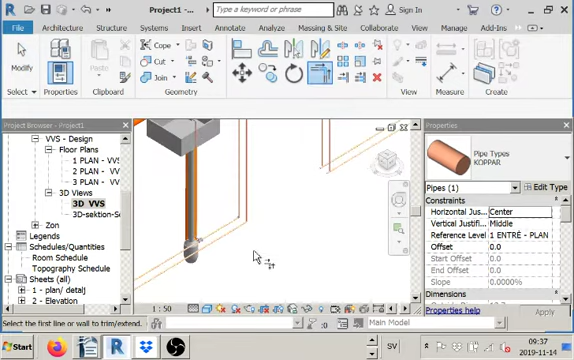 Project1 -...
Type a keyword or phrase
Sign In
File Architecture Structure Insert Annotate Analyze Massing & Site Manage Add-Ins
Modify
Properties
Paste
Cope
Cut
Join
Measure
Create
Select Properties Clipboard Geometry Modify View Measure Create
Project Browser - Project1
VVS - Design
Floor Plans
1 PLAN - VV
2 PLAN - VV
3 PLAN - VV
3D Views
3D VVS
3D-sektion-S
Zon
Legends
Schedules/Quantities
Room Schedule
Topography Schedule
Sheets (all)
1 - plan/ detalj
2 - Elevation
1 : 50
Properties
Pipe Types
KOPPAR
Pipes (1)
Edit Type
Constraints
Horizontal Jus... Center
Vertical Justifi... Middle
Reference Level 1 ENTRÉ - PLAN
Offset 0.0
Start Offset 0.0
End Offset 0.0
Slope 0.0000%
Dimensions
Properties help
Apply
Select the first line or wall to trim/extend.
:0
Main Model
Start
SV
09:37
2019-11-14